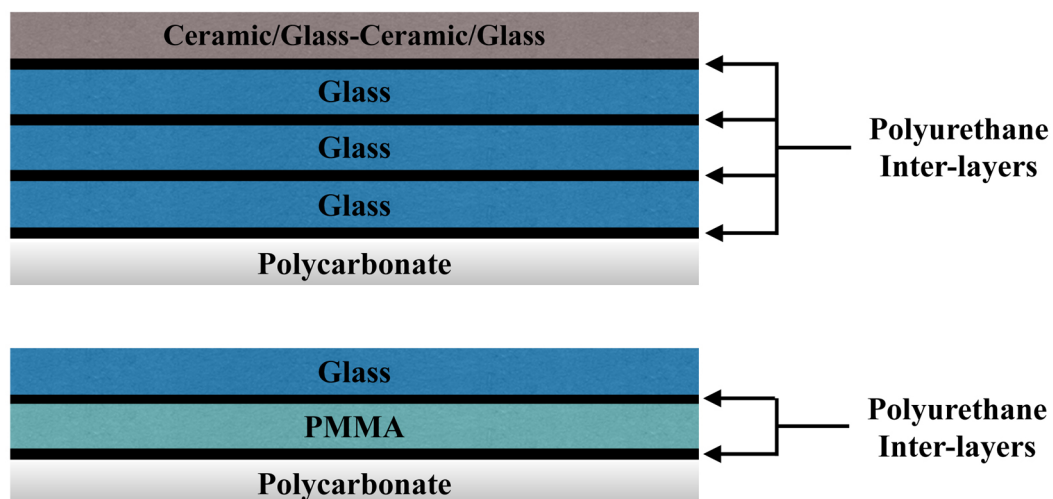 Ceramic/Glass-Ceramic/Glass
Glass
Glass
Glass
Polycarbonate
Polyurethane
Inter-layers
Glass
PMMA
Polycarbonate
Polyurethane
Inter-layers